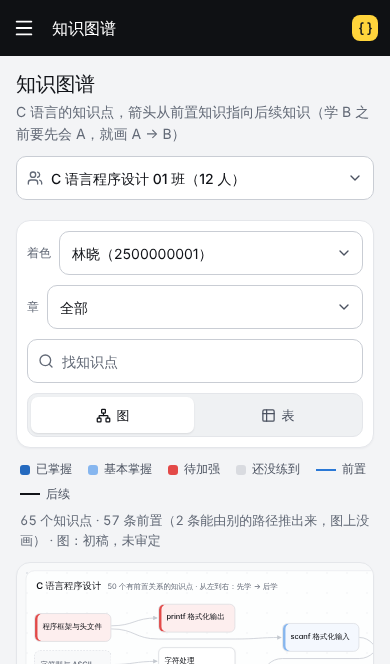 知识图谱
{ }
知识图谱
C 语言的知识点，箭头从前置知识指向后续知识（学 B 之
前要先会 A，就画 A → B）
C 语言程序设计 01 班（12 人）
着色
林晓（2500000001）
章
全部
找知识点
图
表
已掌握
基本掌握
待加强
还没练到
前置
后续
65 个知识点 · 57 条前置（2 条能由别的路径推出来，图上没
画） · 图：初稿，未审定
C 语言程序设计 50 个有前置关系的知识点 · 从左到右：先学 → 后学
printf 格式化输出
程序框架与头文件
scanf 格式化输入
字符处理